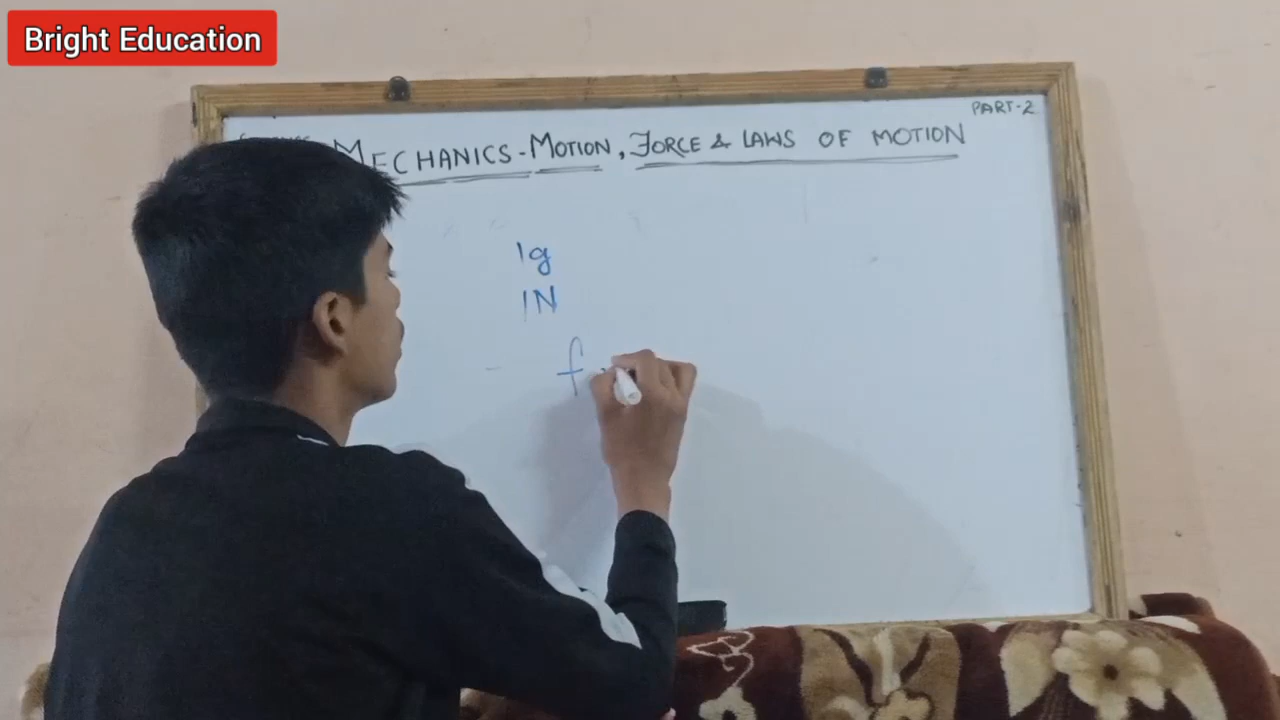 Bright Education
PART-2
MECHANICS-MOTION, FORCE & LAWS OF MOTION
1g
1N
f